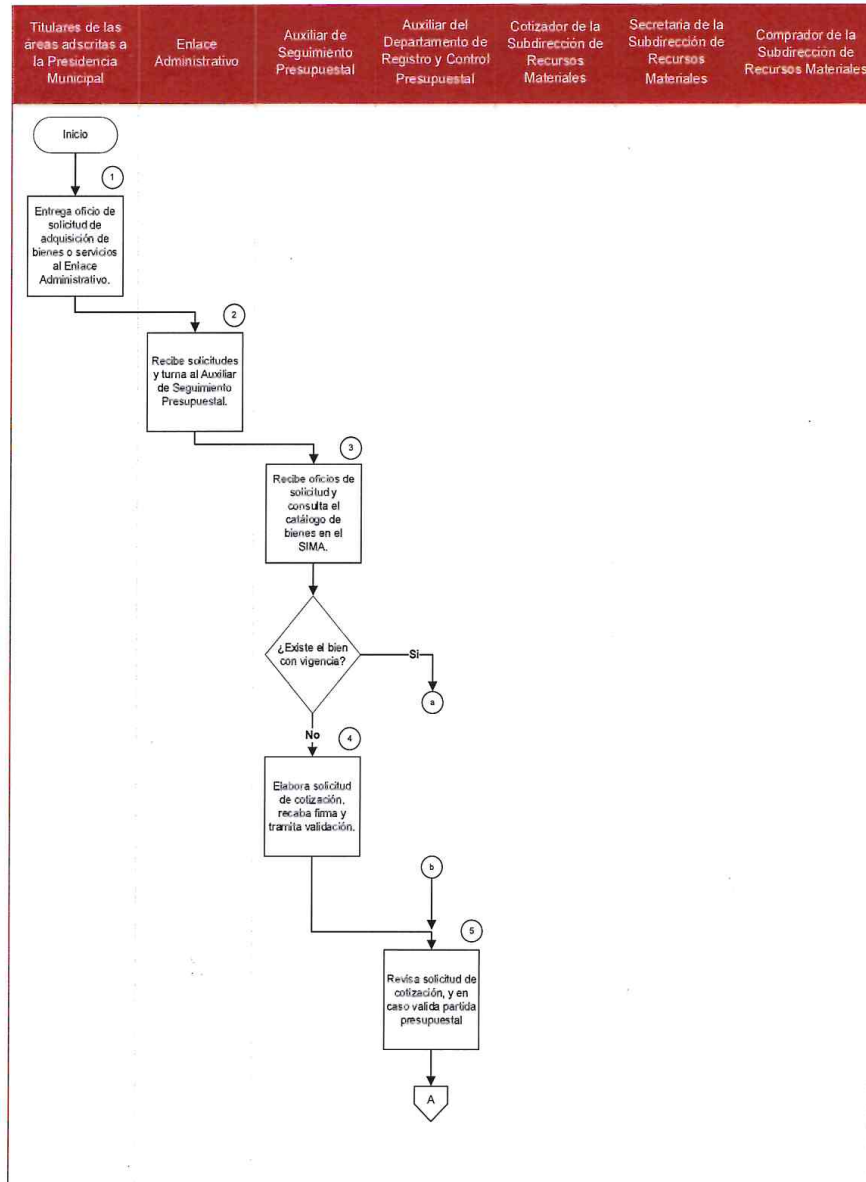 Titulares de las
áreas adscritas a
la Presidencia
Municipal
Enlace
Administrativo
Auxiliar de
Seguimiento
Presupuestal
Auxiliar del
Departamento de
Registro y Control
Presupuestal
Cotizador de la
Subdirección de
Recursos
Materiales
Secretaria de la
Subdirección de
Recursos
Materiales
Comprador de la
Subdirección de
Recursos Materiales
Inicio
1
Entrega oficio de
solicitud de
adquisición de
bienes o servicios
al Enlace
Administrativo.
2
Recibe solicitudes
y turna al Auxiliar
de Seguimiento
Presupuestal.
3
Recibe oficios de
solicitud y
consulta el
catálogo de
bienes en el
SIMA.
¿Existe el bien
con vigencia?
Si
a
No
4
Elabora solicitud
de cotización,
recaba firma y
tramita validación.
b
5
Revisa solicitud de
cotización, y en
caso valida partida
presupuestal
A